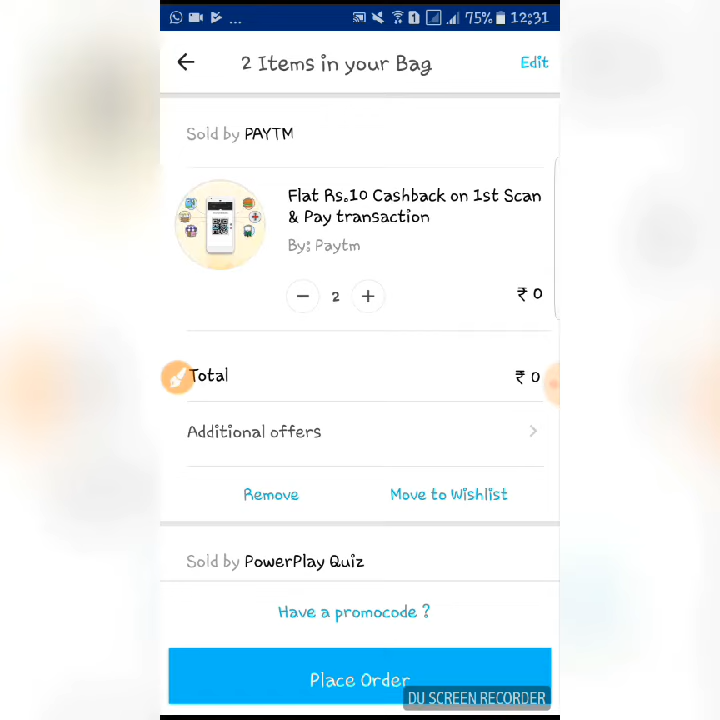 ... 75% 12:31
2 Items in your Bag Edit
Sold by PAYTM
Flat Rs.10 Cashback on 1st Scan
& Pay transaction
By: Paytm
− 2 + ₹ 0
Total ₹ 0
Additional offers
Remove Move to Wishlist
Sold by PowerPlay Quiz
Have a promocode ?
Place Order
DU SCREEN RECORDER